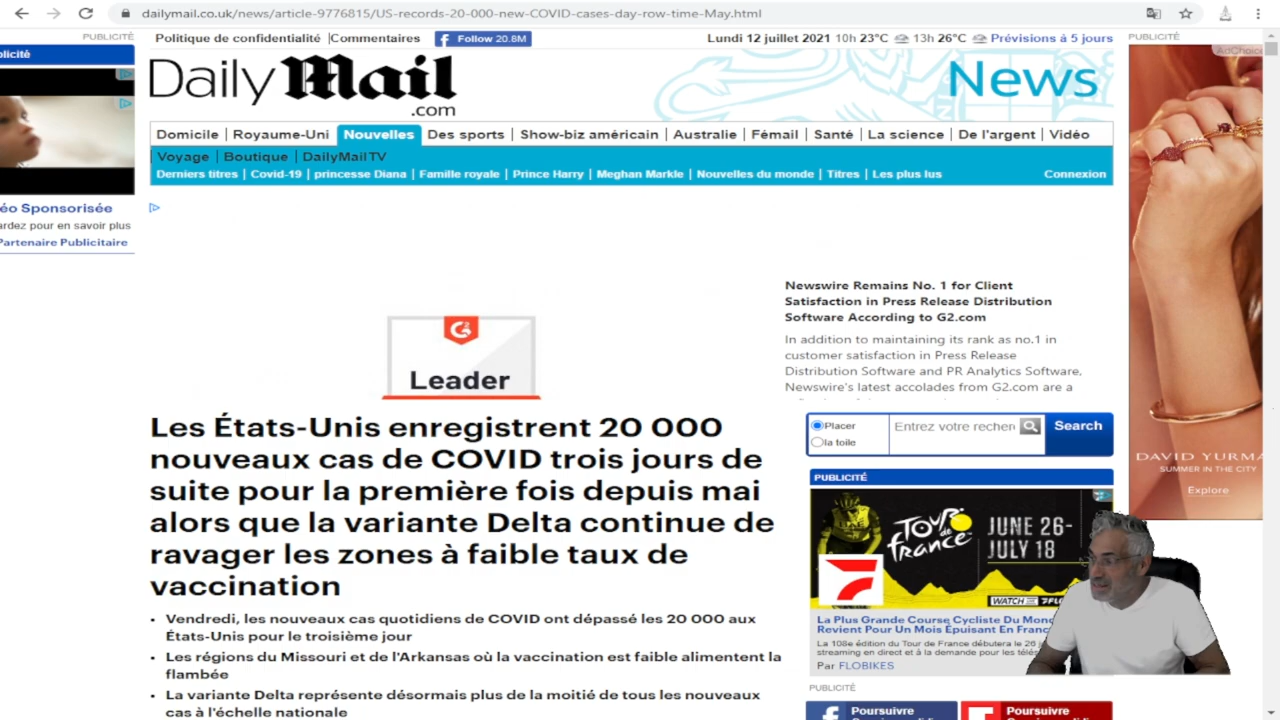 dailymail.co.uk/news/article-9776815/US-records-20-000-new-COVID-cases-day-row-time-May.html
PUBLICITÉ
Politique de confidentialité |Commentaires
Follow 20.8M
Lundi 12 juillet 2021 10h 23°C 13h 26°C Prévisions à 5 jours
PUBLICITÉ
AdChoice
Daily Mail
.com
News
Domicile | Royaume-Uni | Nouvelles | Des sports | Show-biz américain | Australie | Fémail | Santé | La science | De l'argent | Vidéo
Voyage | Boutique | DailyMailTV
Derniers titres | Covid-19 | princesse Diana | Famille royale | Prince Harry | Meghan Markle | Nouvelles du monde | Titres | Les plus lus
Connexion
éo Sponsorisée
ardez pour en savoir plus
Partenaire Publicitaire
Leader
Newswire Remains No. 1 for Client
Satisfaction in Press Release Distribution
Software According to G2.com
In addition to maintaining its rank as no.1 in
customer satisfaction in Press Release
Distribution Software and PR Analytics Software,
Newswire's latest accolades from G2.com are a
Les États-Unis enregistrent 20 000
nouveaux cas de COVID trois jours de
suite pour la première fois depuis mai
alors que la variante Delta continue de
ravager les zones à faible taux de
vaccination
• Vendredi, les nouveaux cas quotidiens de COVID ont dépassé les 20 000 aux
États-Unis pour le troisième jour
• Les régions du Missouri et de l'Arkansas où la vaccination est faible alimentent la
flambée
• La variante Delta représente désormais plus de la moitié de tous les nouveaux
cas à l'échelle nationale
Placer
la toile
Entrez votre recher
Search
PUBLICITÉ
TOUR de france
JUNE 26-
JULY 18
WATCH
La Plus Grande Course Cycliste Du Mon
Revient Pour Un Mois Épuisant En Franc
La 108e édition du Tour de France débutera le 26
streaming en direct et à la demande pour les
Par FLOBIKES
PUBLICITÉ
Poursuivre
Poursuivre
DAVID YURMA
SUMMER IN THE CITY
Explore